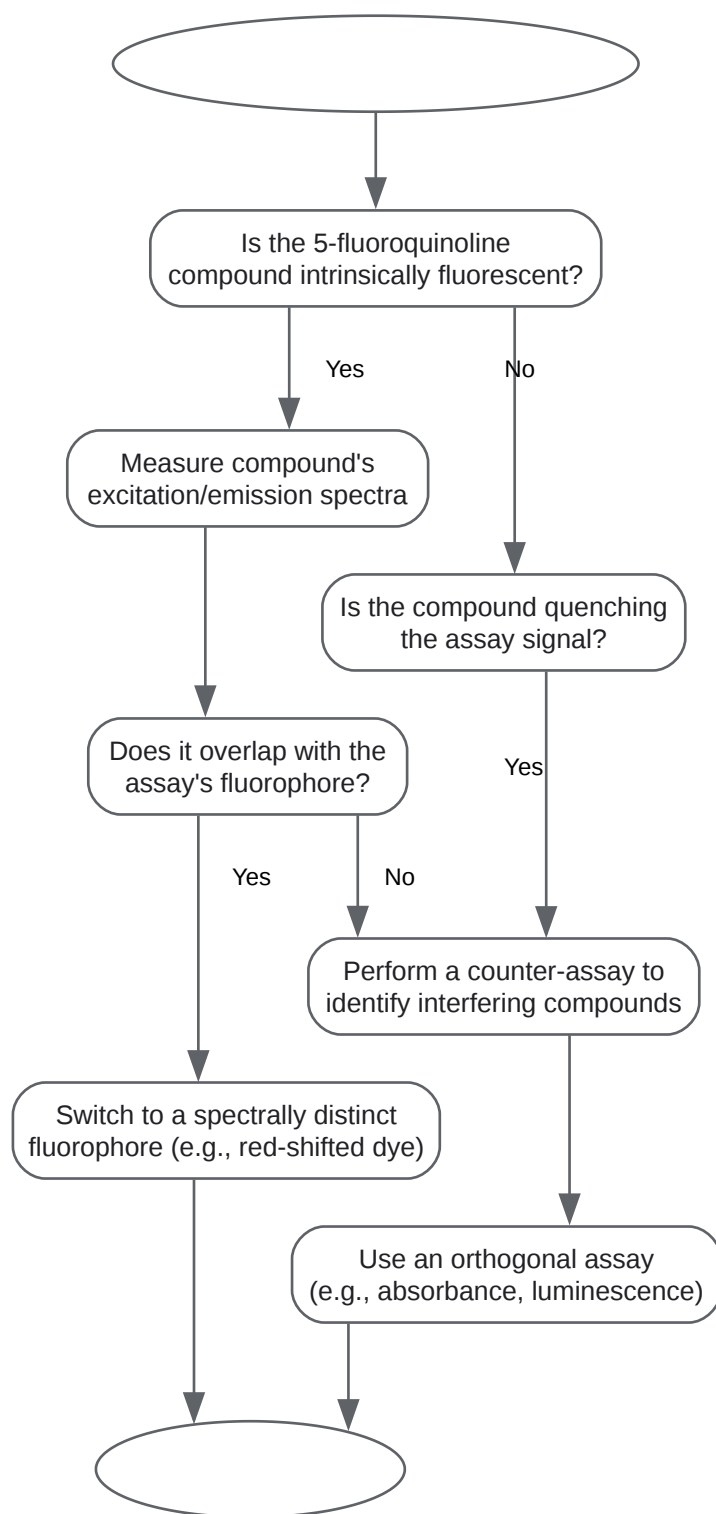 Is the 5-fluoroquinoline
compound intrinsically fluorescent?
Yes
No
Measure compound's
excitation/emission spectra
Is the compound quenching
the assay signal?
Does it overlap with the
assay's fluorophore?
Yes
Yes
No
Perform a counter-assay to
identify interfering compounds
Switch to a spectrally distinct
fluorophore (e.g., red-shifted dye)
Use an orthogonal assay
(e.g., absorbance, luminescence)